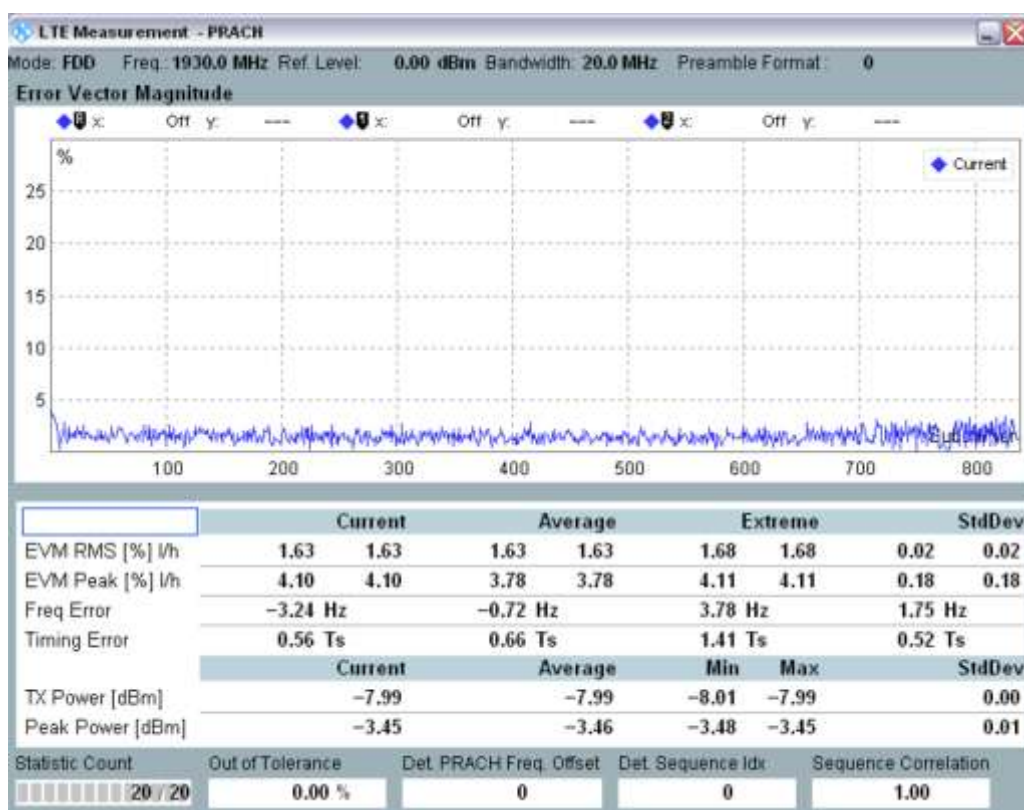 LTE Measurement - PRACH
Mode: FDD Freq.: 1930.0 MHz Ref. Level: 0.00 dBm Bandwidth: 20.0 MHz Preamble Format: 0
Error Vector Magnitude
x: Off y: --- x: Off y: --- x: Off y: ---
%
Current
25
20
15
10
5
100 200 300 400 500 600 700 800
Current Average Extreme StdDev
EVM RMS [%] l/h 1.63 1.63 1.63 1.63 1.68 1.68 0.02 0.02
EVM Peak [%] l/h 4.10 4.10 3.78 3.78 4.11 4.11 0.18 0.18
Freq Error -3.24 Hz -0.72 Hz 3.78 Hz 1.75 Hz
Timing Error 0.56 Ts 0.66 Ts 1.41 Ts 0.52 Ts
Current Average Min Max StdDev
TX Power [dBm] -7.99 -7.99 -8.01 -7.99 0.00
Peak Power [dBm] -3.45 -3.46 -3.48 -3.45 0.01
Statistic Count Out of Tolerance Det. PRACH Freq. Offset Det. Sequence Idx Sequence Correlation
20 / 20 0.00 % 0 0 1.00